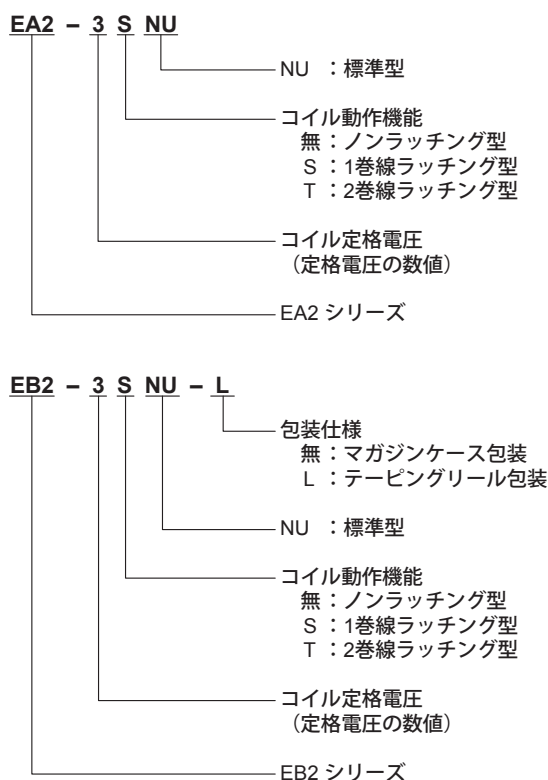 EA2 – 3 S NU
NU ：標準型
コイル動作機能
無：ノンラッチング型
S ：1巻線ラッチング型
T ：2巻線ラッチング型
コイル定格電圧
（定格電圧の数値）
EA2 シリーズ
EB2 – 3 S NU – L
包装仕様
無：マガジンケース包装
L ：テーピングリール包装
NU ：標準型
コイル動作機能
無：ノンラッチング型
S ：1巻線ラッチング型
T ：2巻線ラッチング型
コイル定格電圧
（定格電圧の数値）
EB2 シリーズ